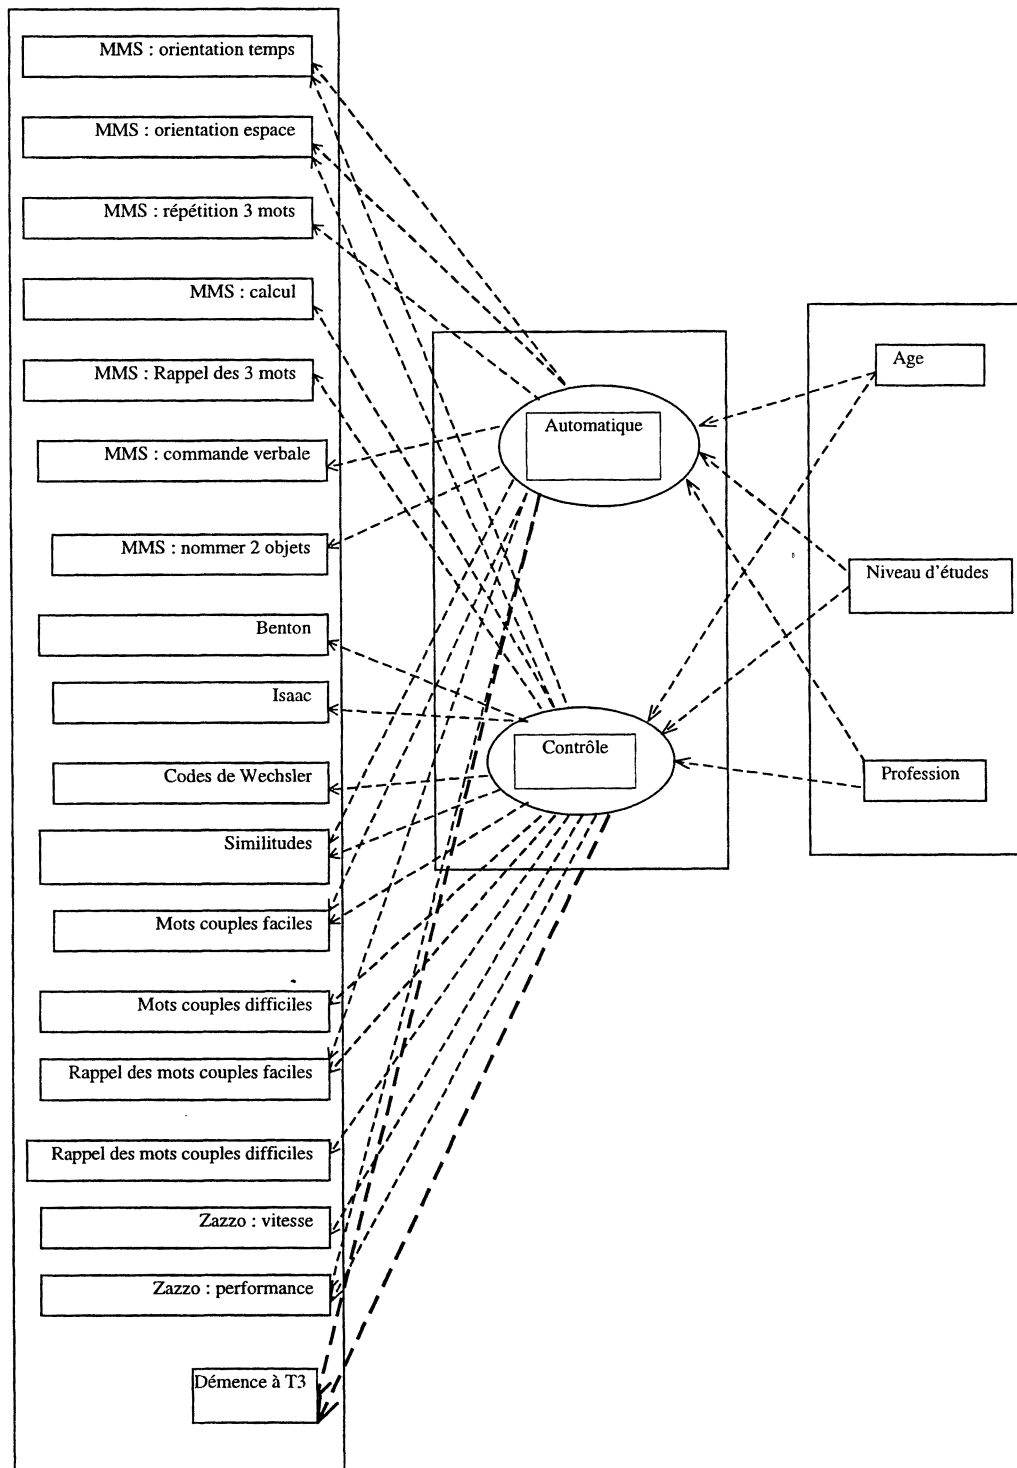 MMS : orientation temps
MMS : orientation espace
MMS : répétition 3 mots
MMS : calcul
MMS : Rappel des 3 mots
MMS : commande verbale
MMS : nommer 2 objets
Benton
Isaac
Codes de Wechsler
Similitudes
Mots couples faciles
Mots couples difficiles
Rappel des mots couples faciles
Rappel des mots couples difficiles
Zazzo : vitesse
Zazzo : performance
Démence à T3
Automatique
Contrôle
Age
Niveau d'études
Profession